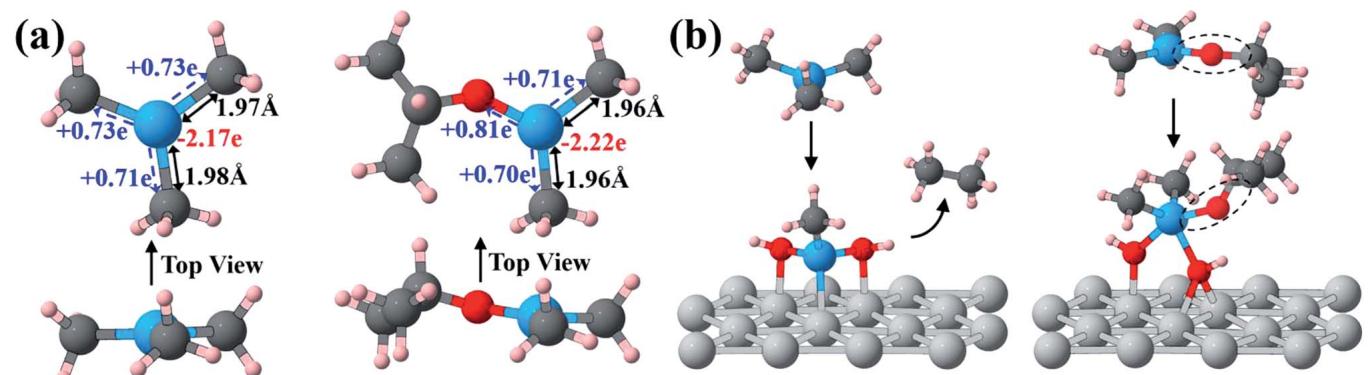 (a)
+0.73e
1.97Å
+0.73e
-2.17e
+0.71e
1.98Å
Top View
+0.71e
1.96Å
+0.81e
-2.22e
+0.70e
1.96Å
Top View
(b)